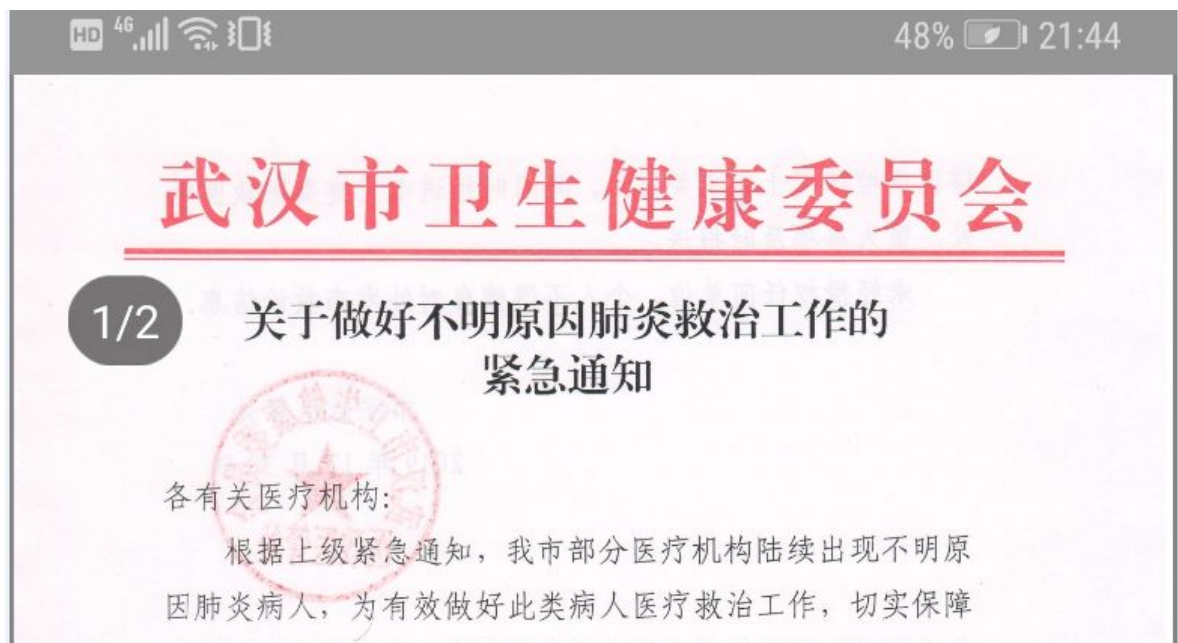 HD 4G 48% 21:44
武汉市卫生健康委员会
1/2
关于做好不明原因肺炎救治工作的
紧急通知
各有关医疗机构：
根据上级紧急通知，我市部分医疗机构陆续出现不明原
因肺炎病人，为有效做好此类病人医疗救治工作，切实保障